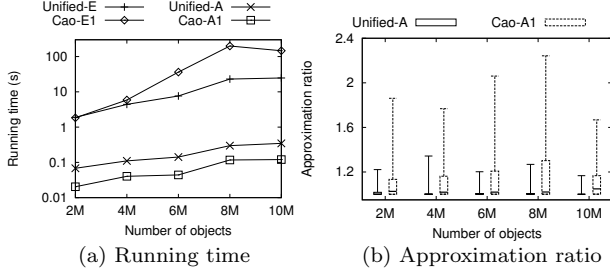 Unified-E
Unified-A
Cao-E1
Cao-A1
Running time (s)
100
10
1
0.1
0.01
2M 4M 6M 8M 10M
Number of objects
(a) Running time
Unified-A
Cao-A1
Approximation ratio
2.4
2
1.6
1.2
2M 4M 6M 8M 10M
Number of objects
(b) Approximation ratio